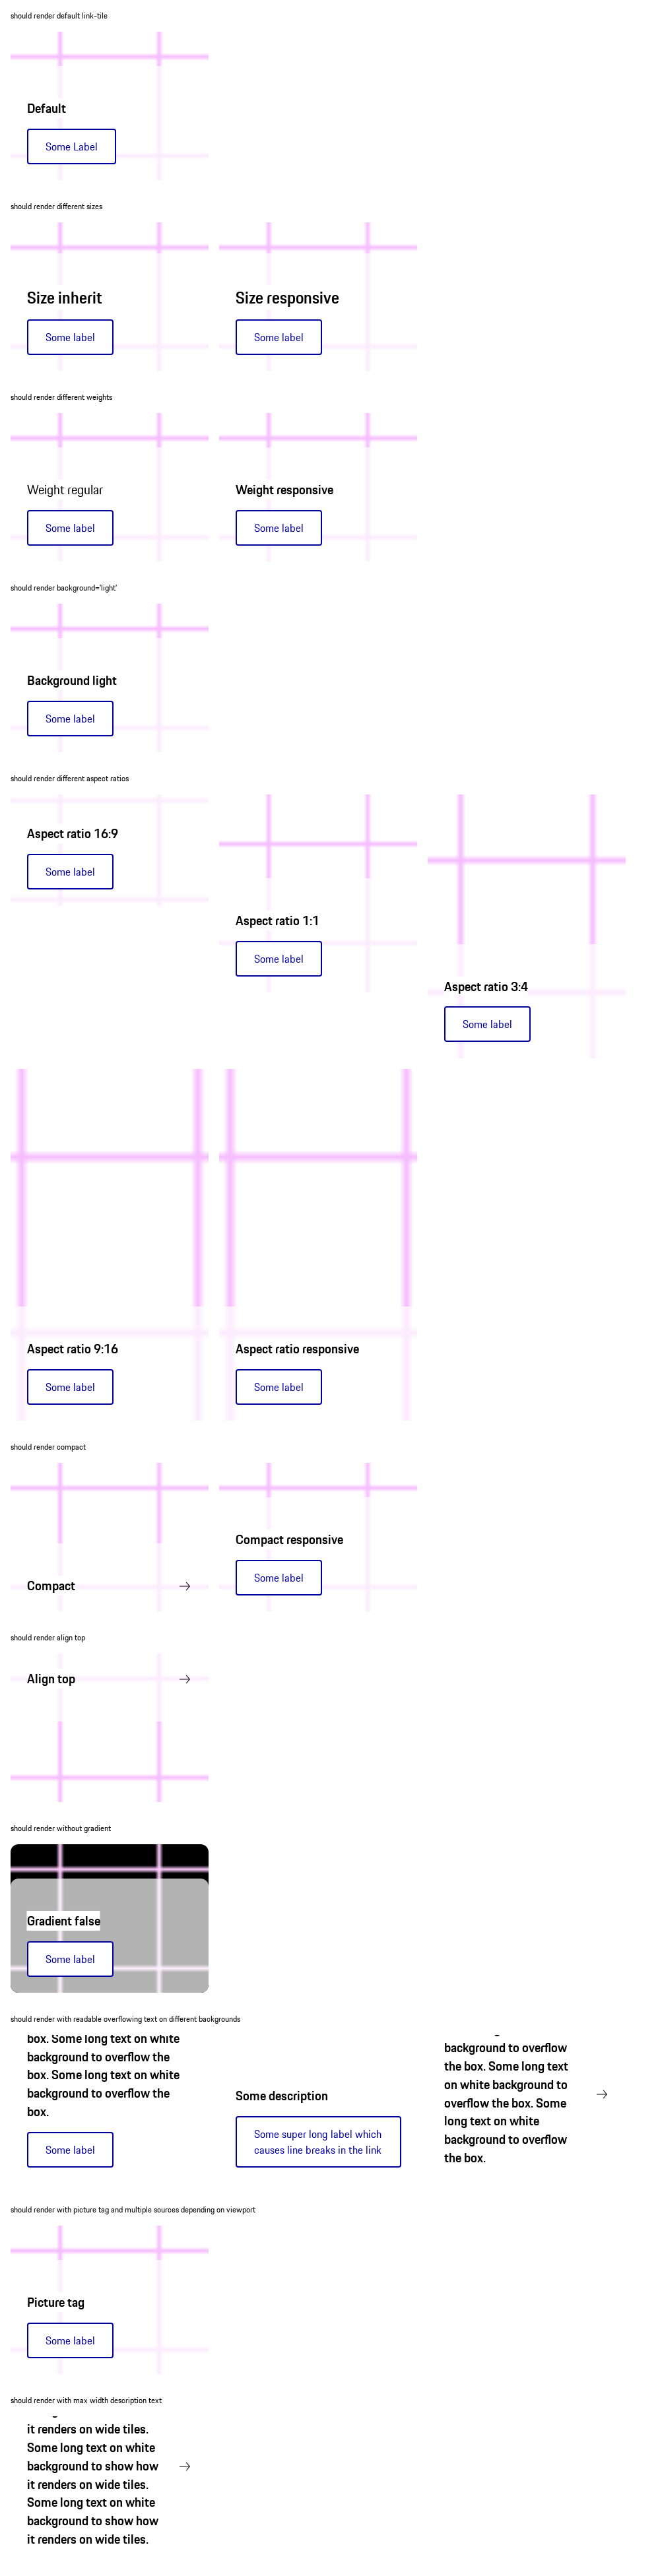 should render default link-tile
Default
Some Label
should render different sizes
Size inherit
Size responsive
Some label
Some label
should render different weights
Weight regular
Weight responsive
Some label
Some label
should render background='light'
Background light
Some label
should render different aspect ratios
Aspect ratio 16:9
Some label
Aspect ratio 1:1
Some label
Aspect ratio 3:4
Some label
Aspect ratio 9:16
Aspect ratio responsive
Some label
Some label
should render compact
Compact
Compact responsive
Some label
should render align top
Align top
should render without gradient
Gradient false
Some label
should render with readable overflowing text on different backgrounds
box. Some long text on white
background to overflow the
box. Some long text on white
background to overflow the
box.
Some label
Some description
Some super long label which
causes line breaks in the link
background to overflow
the box. Some long text
on white background to
overflow the box. Some
long text on white
background to overflow
the box.
should render with picture tag and multiple sources depending on viewport
Picture tag
Some label
should render with max width description text
it renders on wide tiles.
Some long text on white
background to show how
it renders on wide tiles.
Some long text on white
background to show how
it renders on wide tiles.